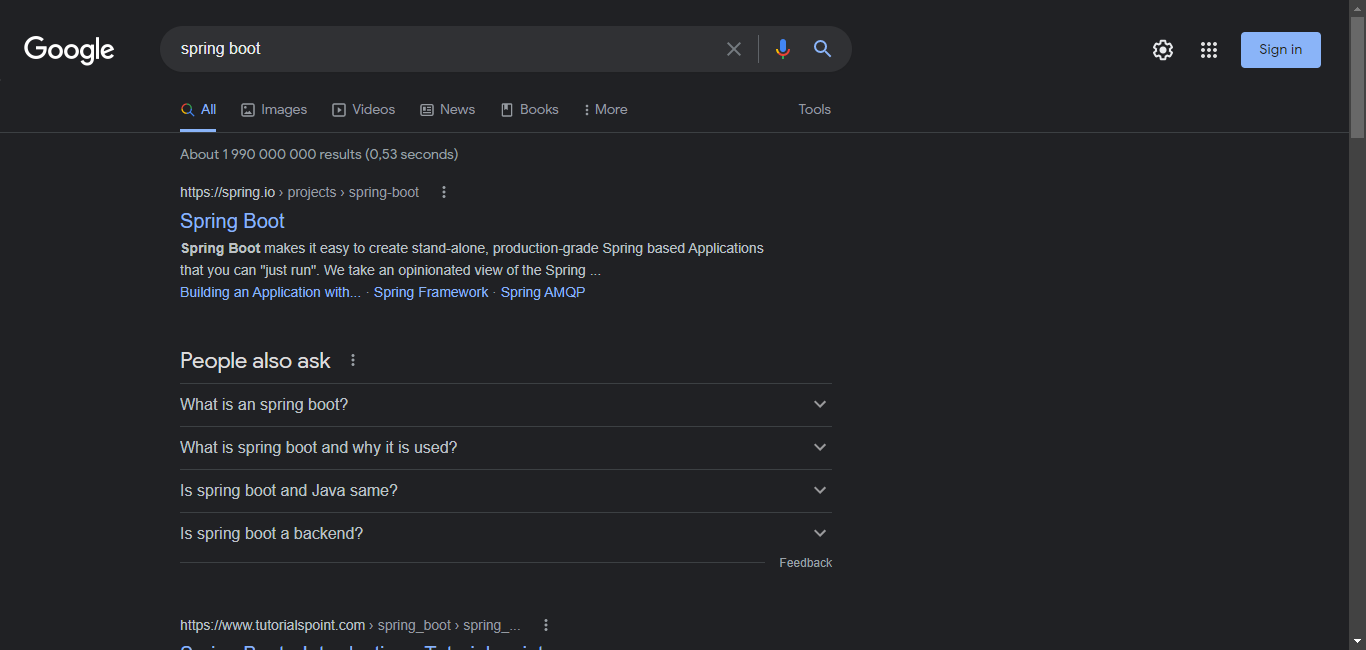 Google
spring boot
Sign in
All Images Videos News Books More Tools
About 1 990 000 000 results (0,53 seconds)
https://spring.io › projects › spring-boot
Spring Boot
Spring Boot makes it easy to create stand-alone, production-grade Spring based Applications
that you can "just run". We take an opinionated view of the Spring ...
Building an Application with... · Spring Framework · Spring AMQP
People also ask
What is an spring boot?
What is spring boot and why it is used?
Is spring boot and Java same?
Is spring boot a backend?
Feedback
https://www.tutorialspoint.com › spring_boot › spring_...